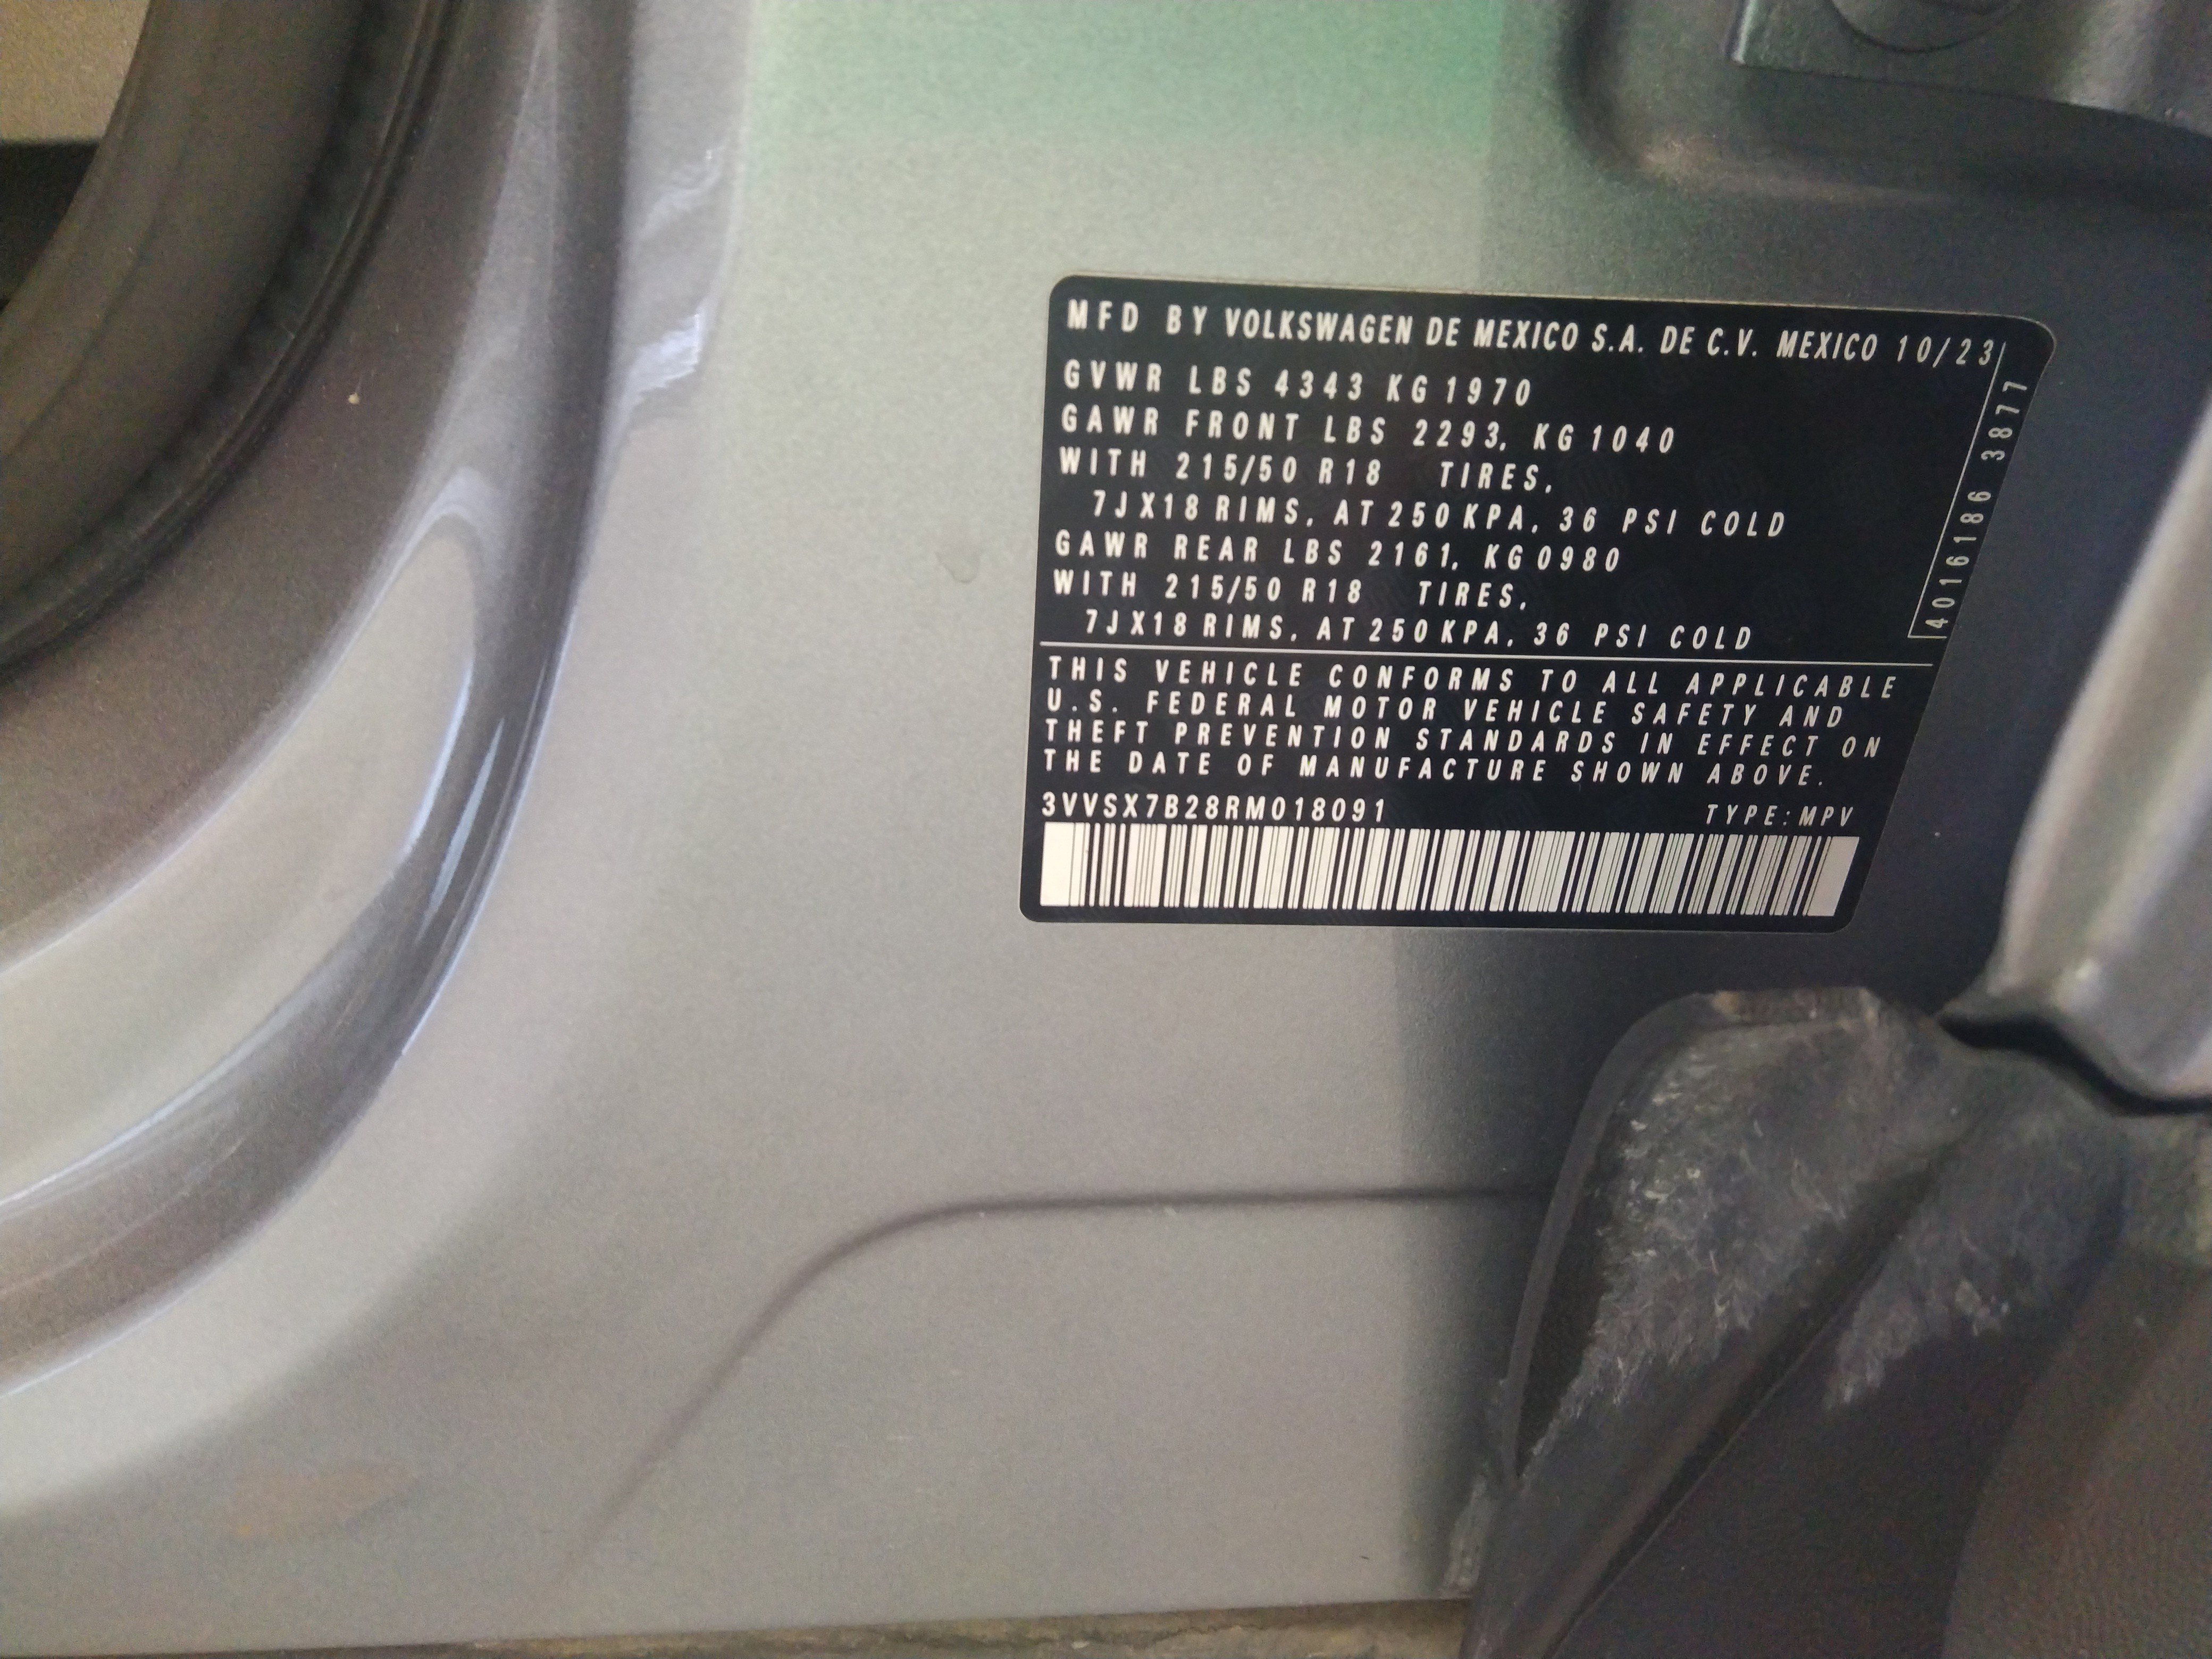 MFD BY VOLKSWAGEN DE MEXICO S.A. DE C.V. MEXICO 10/23
GVWR LBS 4343 KG 1970
GAWR FRONT LBS 2293, KG 1040
WITH 215/50 R18 TIRES,
7JX18 RIMS, AT 250 KPA, 36 PSI COLD
GAWR REAR LBS 2161, KG 0980
WITH 215/50 R18 TIRES,
7JX18 RIMS, AT 250 KPA, 36 PSI COLD
4016186 3877
THIS VEHICLE CONFORMS TO ALL APPLICABLE
U.S. FEDERAL MOTOR VEHICLE SAFETY AND
THEFT PREVENTION STANDARDS IN EFFECT ON
THE DATE OF MANUFACTURE SHOWN ABOVE.
3VVSX7B28RM018091 TYPE: MPV